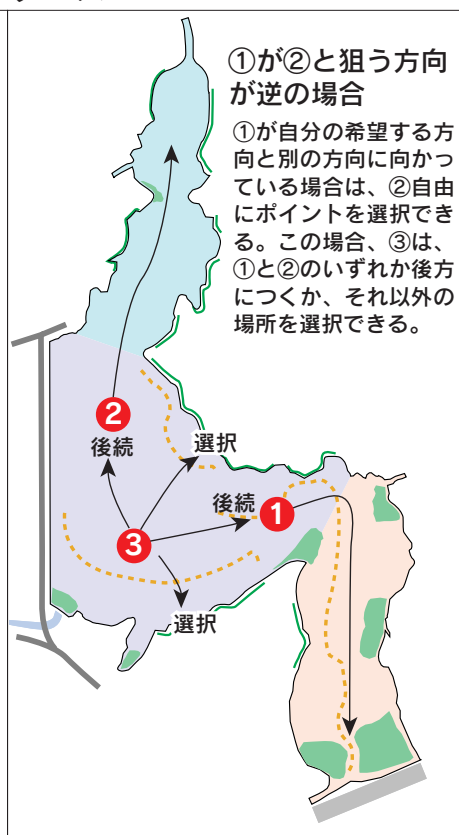 ①が②と狙う方向
が逆の場合
①が自分の希望する方
向と別の方向に向かっ
ている場合は、②自由
にポイントを選択でき
る。この場合、③は、
①と②のいずれか後方
につくか、それ以外の
場所を選択できる。
2
後続
選択
後続
1
3
選択